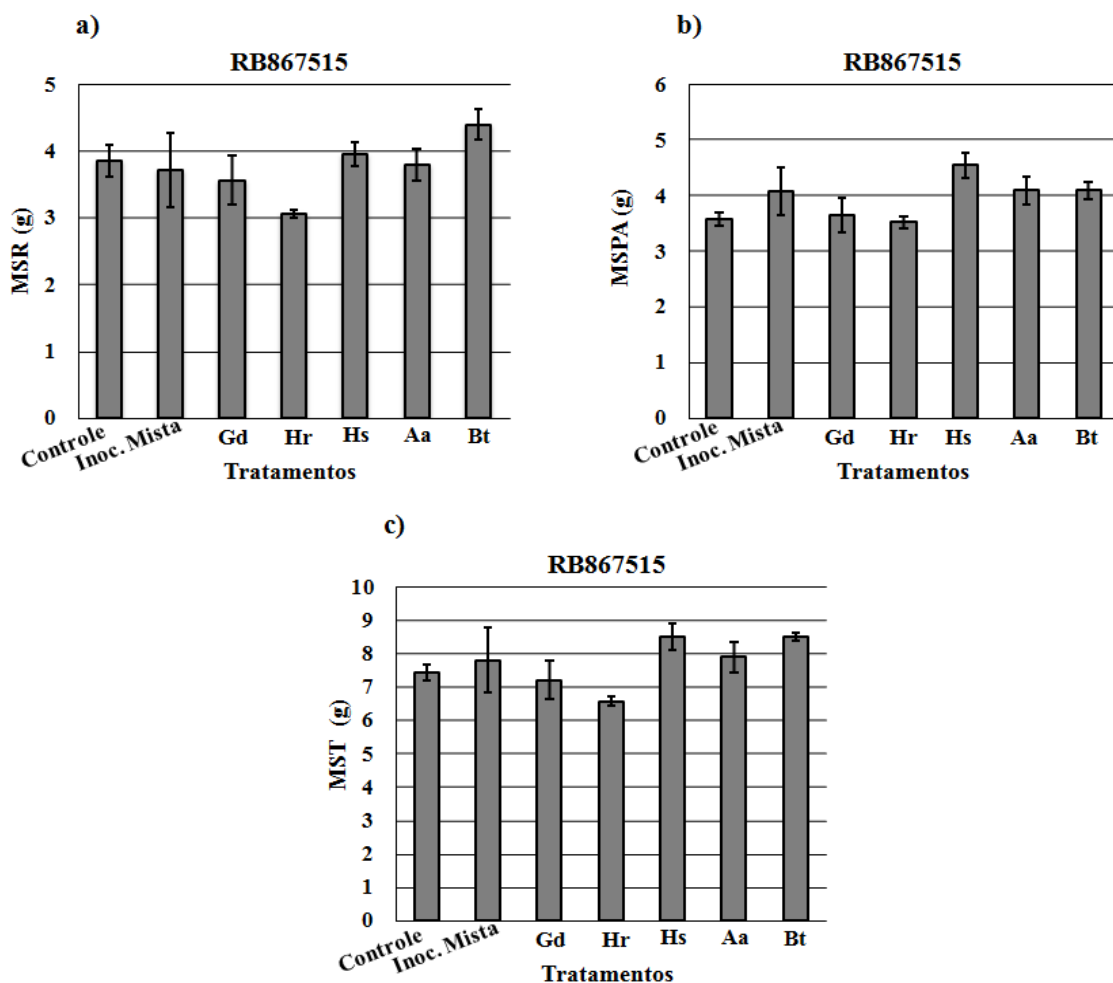 a)
RB867515
5
4
3
2
1
0
MSR (g)
Controle Inoc. Mista Gd Hr Hs Aa Bt
Tratamentos
b)
RB867515
6
5
4
3
2
1
0
MSPA (g)
Controle Inoc. Mista Gd Hr Hs Aa Bt
Tratamentos
c)
RB867515
10
9
8
7
6
5
4
3
2
1
0
MST (g)
Controle Inoc. Mista Gd Hr Hs Aa Bt
Tratamentos